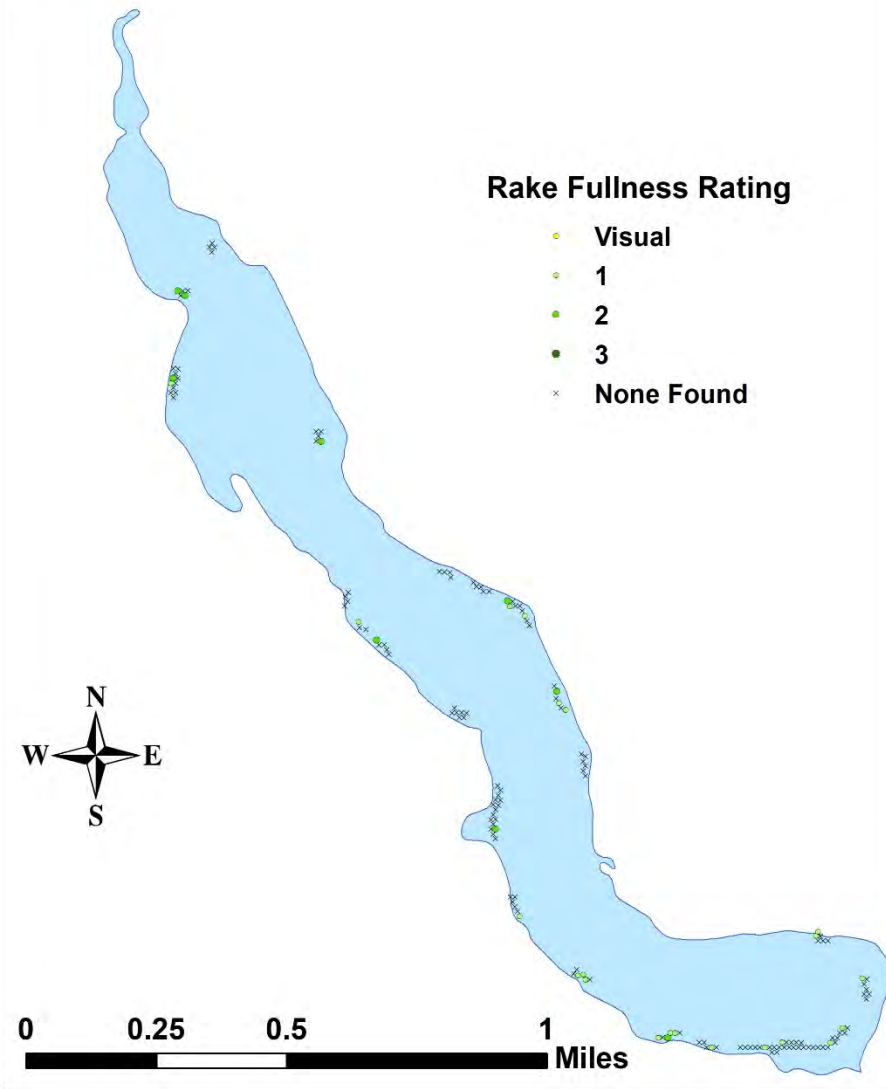 Rake Fullness Rating
Visual
1
2
3
None Found
N
W E
S
0 0.25 0.5 1
Miles